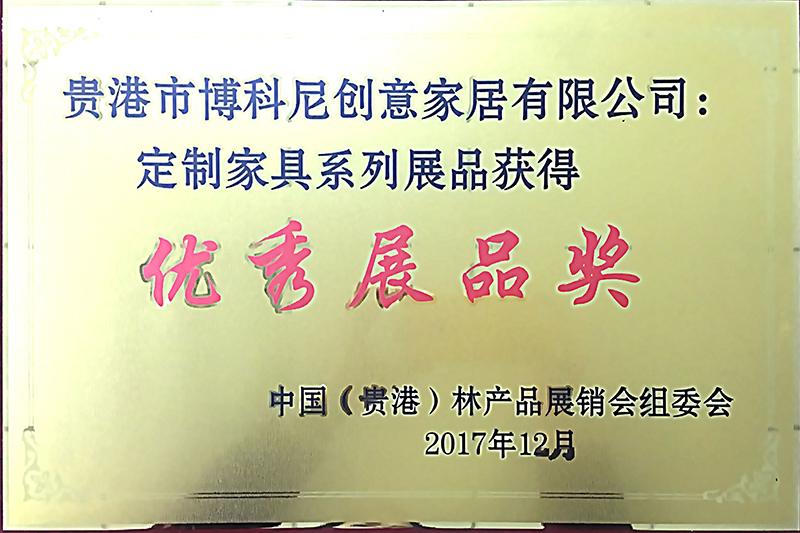 贵港市博科尼创意家居有限公司：
定制家具系列展品获得
优秀展品奖
中国（贵港）林产品展销会组委会
2017年12月